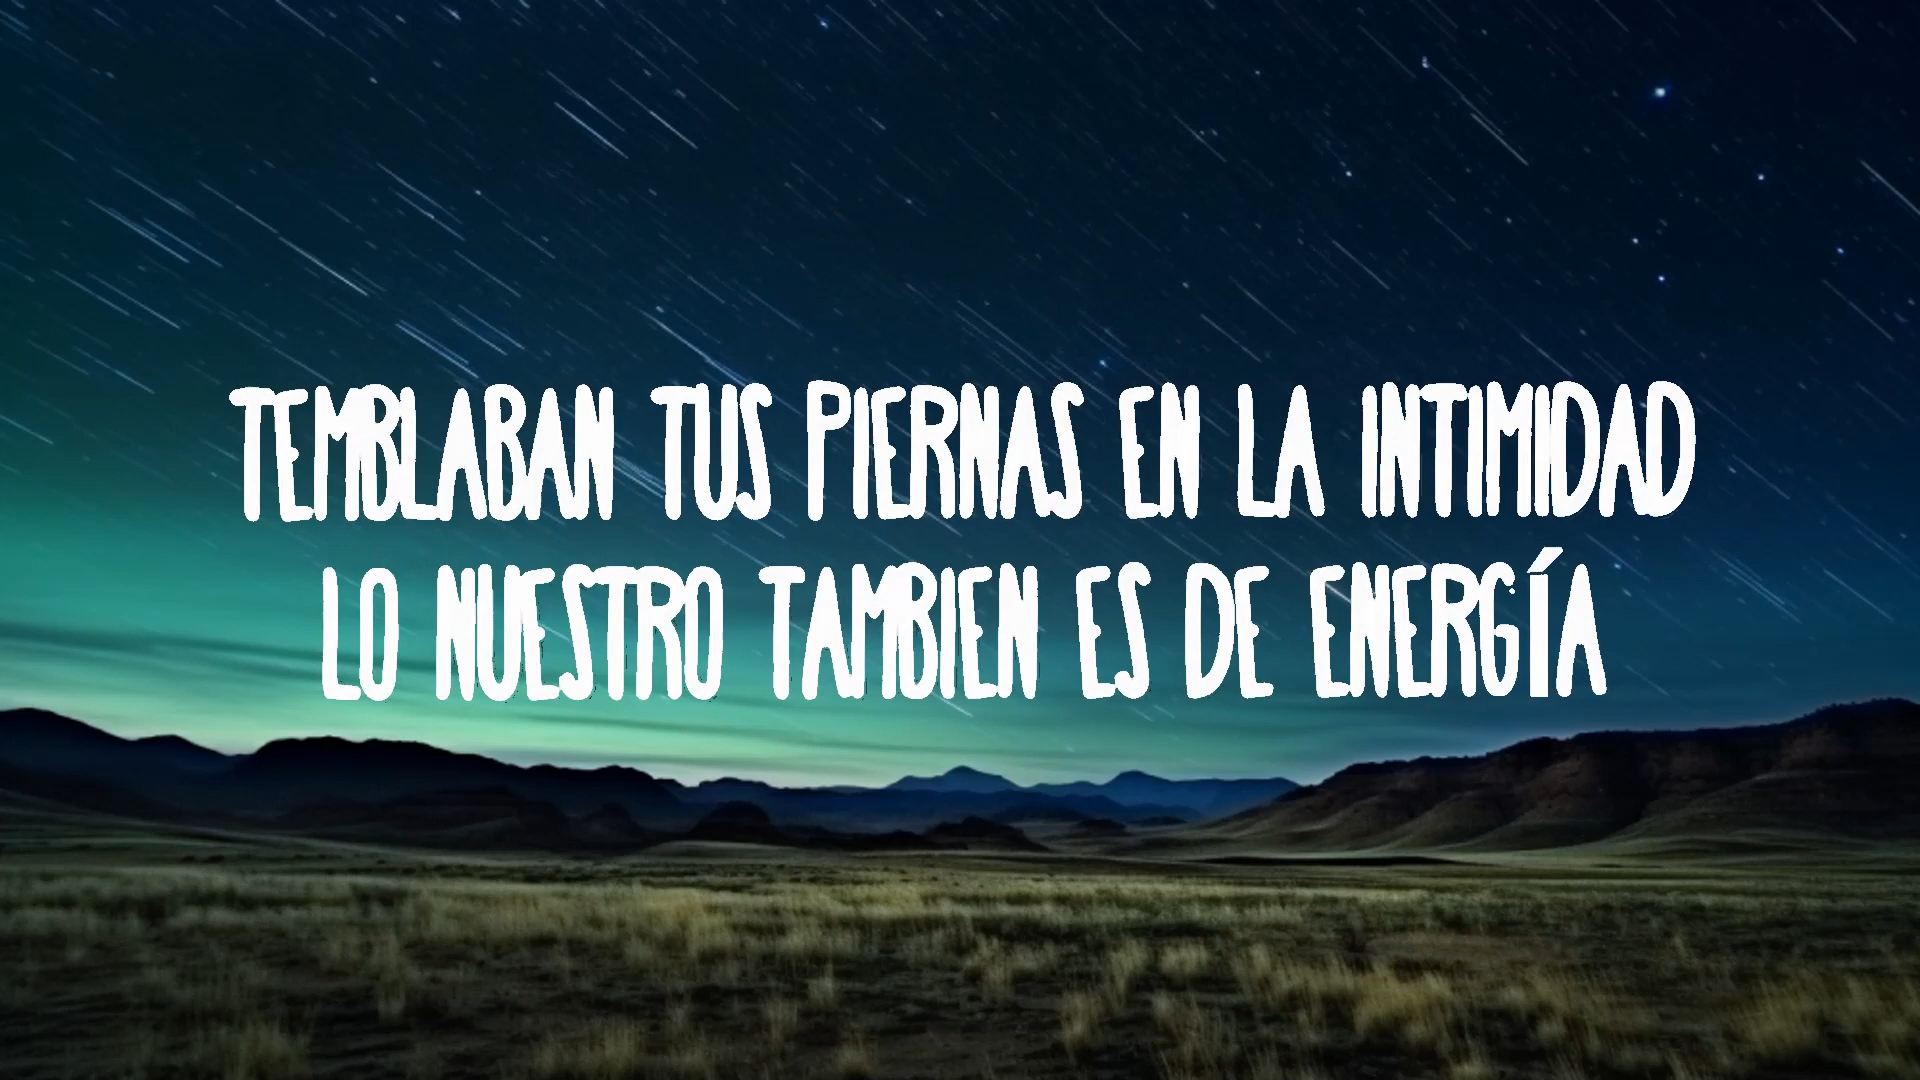 TEMBLABAN TUS PIERNAS EN LA INTIMIDAD
LO NUESTRO TAMBIEN ES DE ENERGÍA